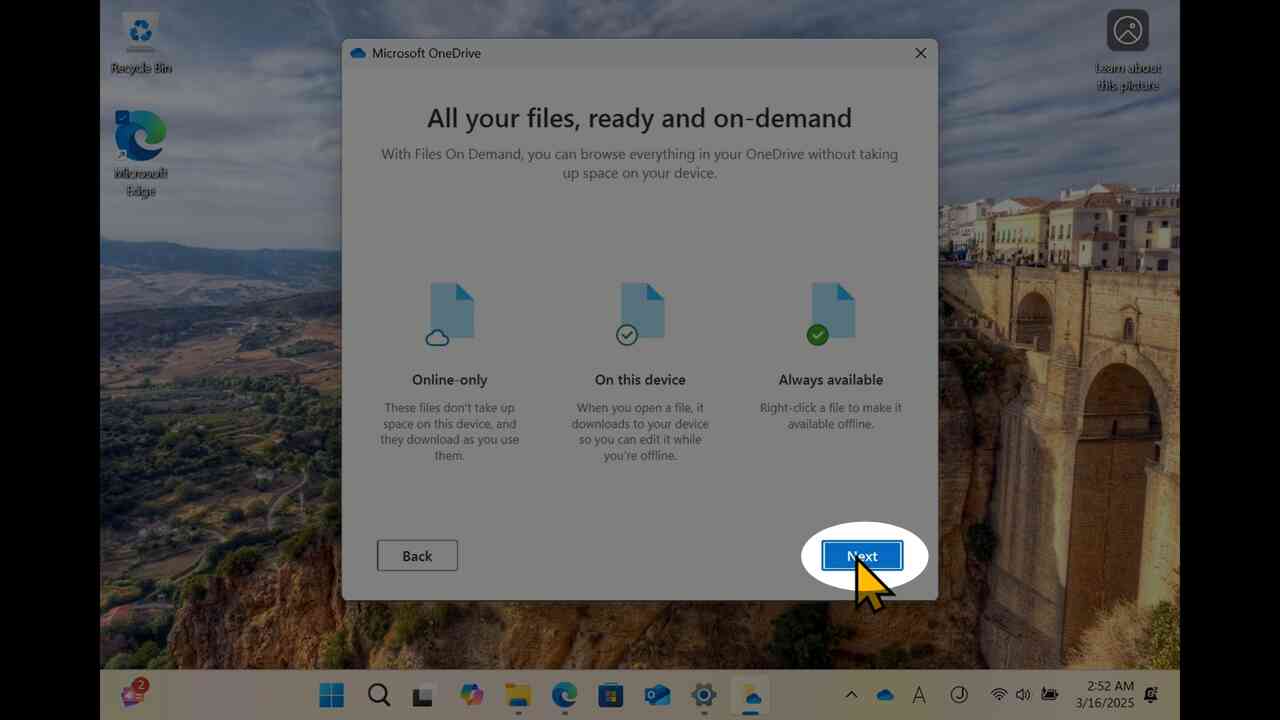 Recycle Bin
Microsoft
Edge
Learn about
this picture
Microsoft OneDrive
All your files, ready and on-demand
With Files On Demand, you can browse everything in your OneDrive without taking
up space on your device.
Online-only
These files don't take up
space on this device, and
they download as you use
them.
On this device
When you open a file, it
downloads to your device
so you can edit it while
you're offline.
Always available
Right-click a file to make it
available offline.
Back
Next
2
A
2:52 AM
3/16/2025